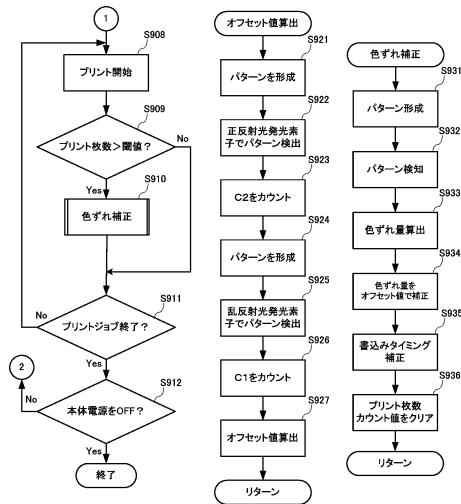 1
S908
プリント開始
S909
プリント枚数>閾値？
No
Yes
S910
色ずれ補正
S911
プリントジョブ終了？
No
Yes
2
S912
本体電源をOFF？
No
Yes
終了
オフセット値算出
S921
パターンを形成
S922
正反射光発光素
子でパターン検出
S923
C2をカウント
S924
パターンを形成
S925
乱反射光発光素
子でパターン検出
S926
C1をカウント
S927
オフセット値算出
リターン
色ずれ補正
S931
パターン形成
S932
パターン検知
S933
色ずれ量算出
S934
色ずれ量を
オフセット値で補正
S935
書込みタイミング
補正
S936
プリント枚数
カウント値をクリア
リターン